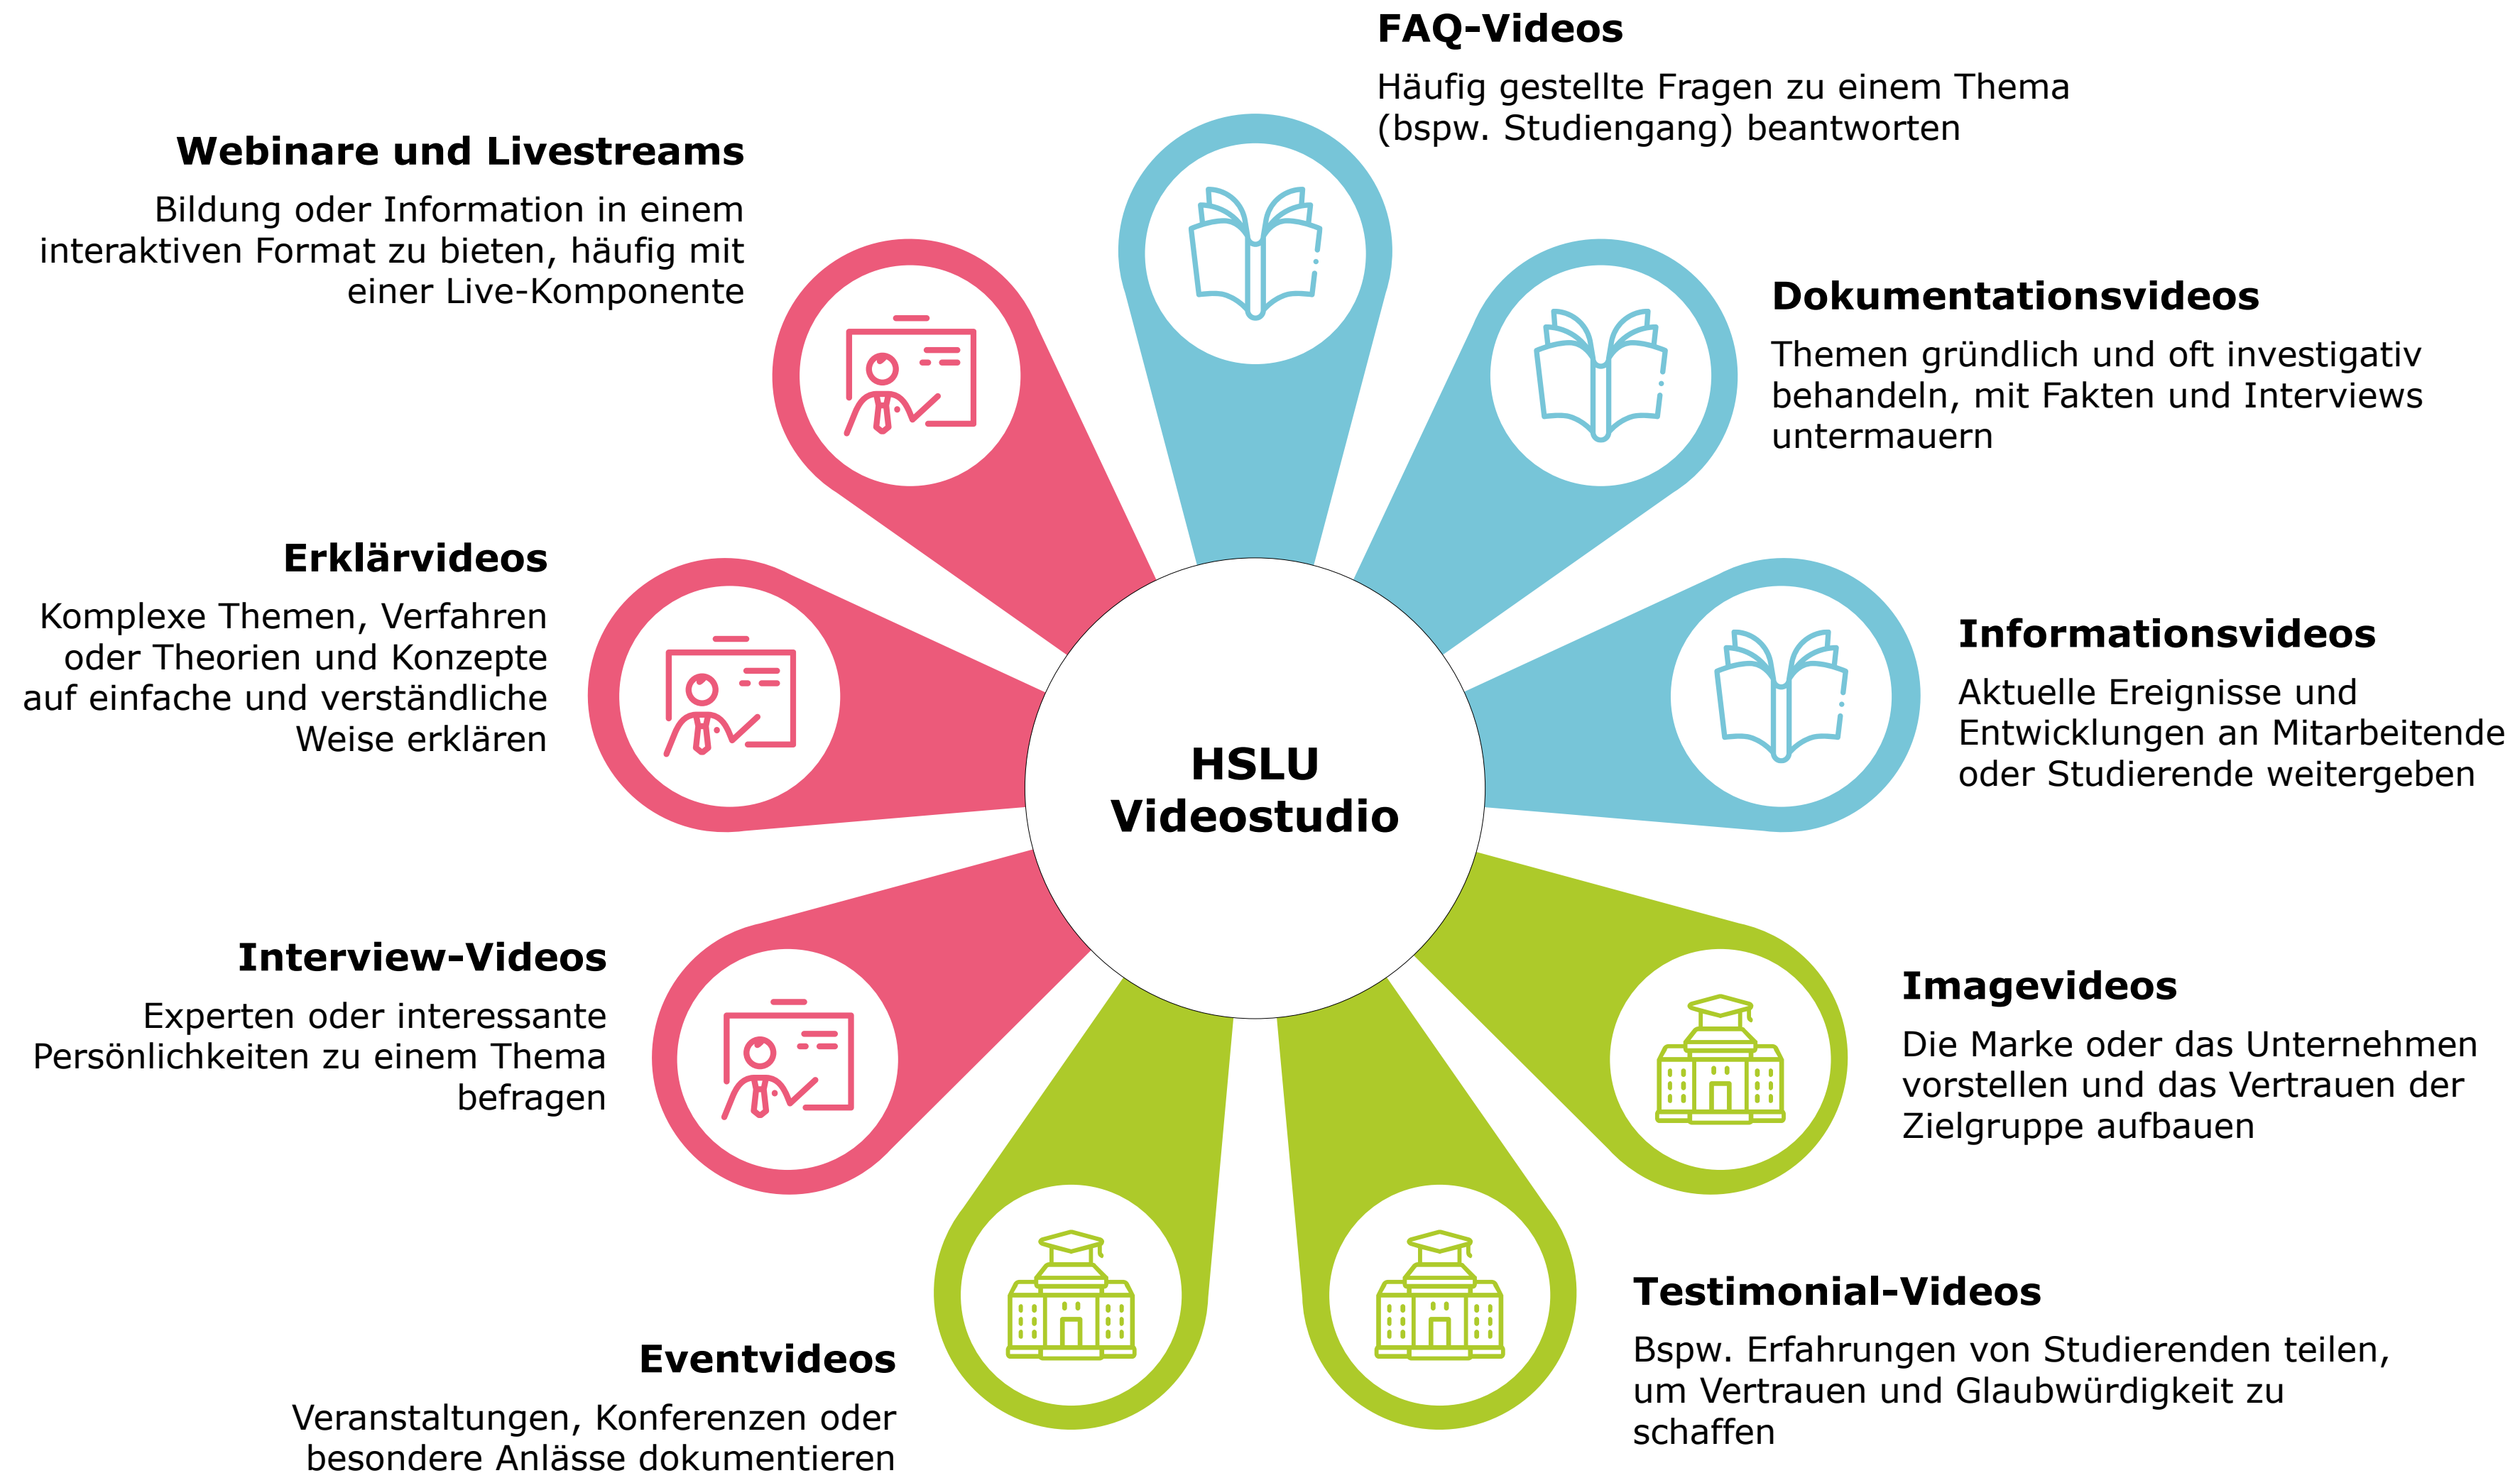 FAQ-Videos
Häufig gestellte Fragen zu einem Thema
(bspw. Studiengang) beantworten
Dokumentationsvideos
Themen gründlich und oft investigativ
behandeln, mit Fakten und Interviews
untermauern
Informationsvideos
Aktuelle Ereignisse und
Entwicklungen an Mitarbeitende
oder Studierende weitergeben
Imagevideos
Die Marke oder das Unternehmen
vorstellen und das Vertrauen der
Zielgruppe aufbauen
Testimonial-Videos
Bspw. Erfahrungen von Studierenden teilen,
um Vertrauen und Glaubwürdigkeit zu
schaffen
Eventvideos
Veranstaltungen, Konferenzen oder
besondere Anlässe dokumentieren
Interview-Videos
Experten oder interessante
Persönlichkeiten zu einem Thema
befragen
Erklärvideos
Komplexe Themen, Verfahren
oder Theorien und Konzepte
auf einfache und verständliche
Weise erklären
Webinare und Livestreams
Bildung oder Information in einem
interaktiven Format zu bieten, häufig mit
einer Live-Komponente
HSLU
Videostudio